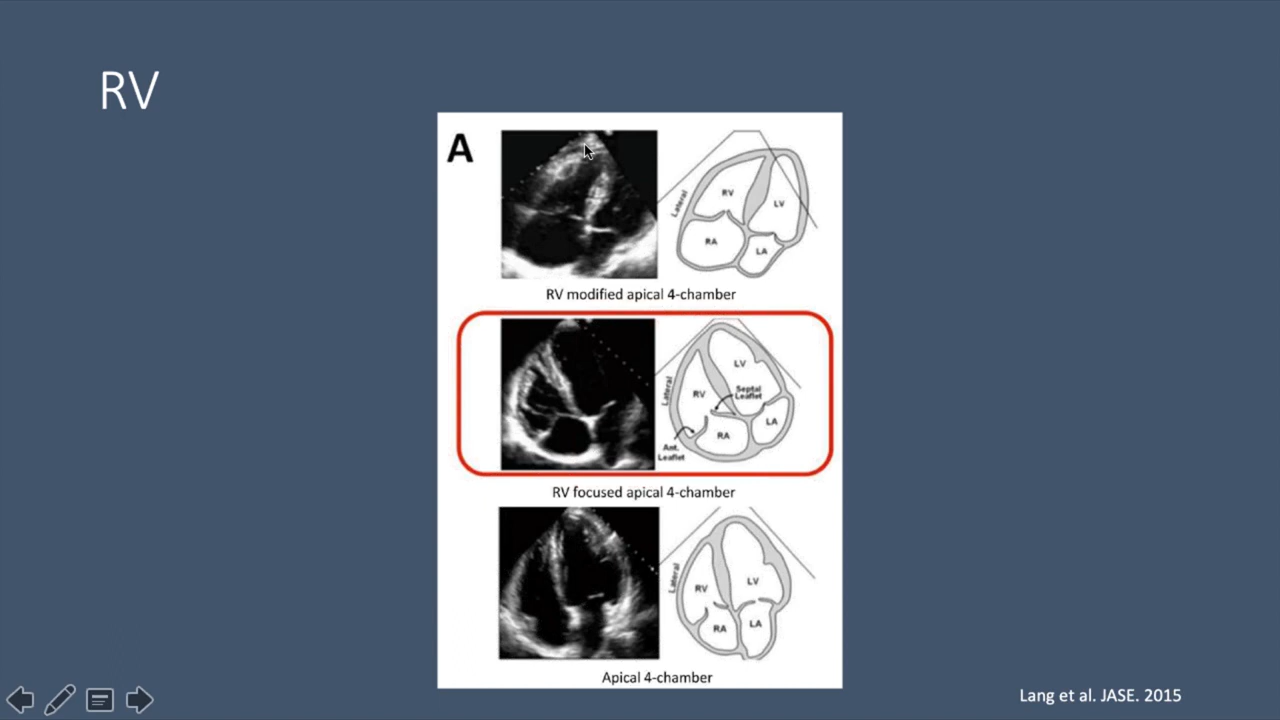 RV
A
Lateral
RV
LV
RA
LA
RV modified apical 4-chamber
Lateral
LV
RV
Septal
Leaflet
LA
RA
Ant.
Leaflet
RV focused apical 4-chamber
Lateral
RV
LV
RA
LA
Apical 4-chamber
Lang et al. JASE. 2015